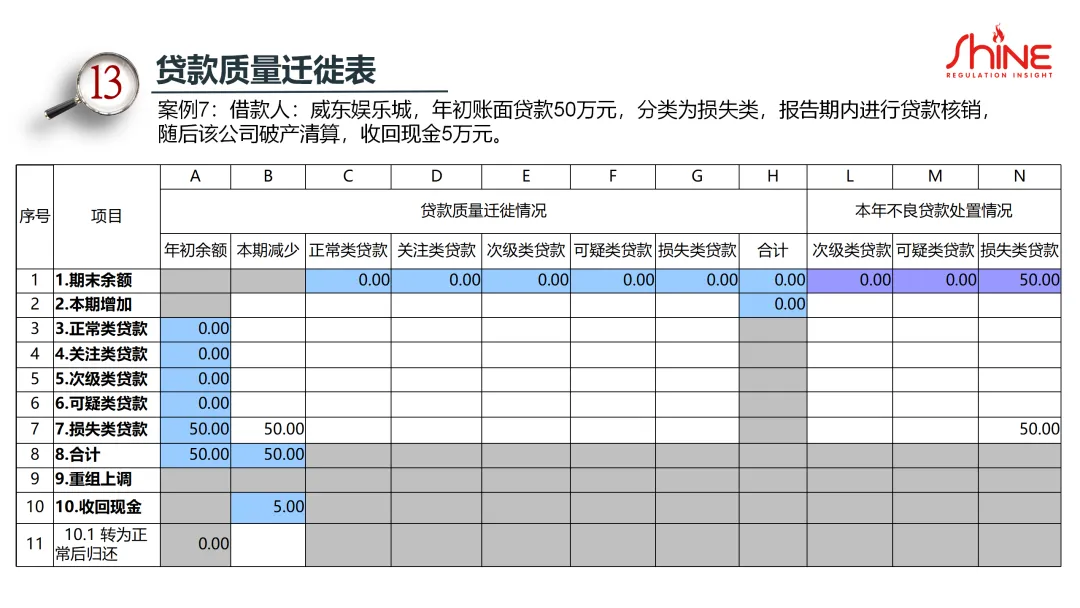 SHINE
REGULATION INSIGHT
13
贷款质量迁徙表
案例7：借款人：威东娱乐城，年初账面贷款50万元，分类为损失类，报告期内进行贷款核销，
随后该公司破产清算，收回现金5万元。
序号 项目 A B C D E F G H L M N
贷款质量迁徙情况 本年不良贷款处置情况
年初余额 本期减少 正常类贷款 关注类贷款 次级类贷款 可疑类贷款 损失类贷款 合计 次级类贷款 可疑类贷款 损失类贷款
1 1.期末余额 0.00 0.00 0.00 0.00 0.00 0.00 0.00 0.00 50.00
2 2.本期增加 0.00
3 3.正常类贷款 0.00
4 4.关注类贷款 0.00
5 5.次级类贷款 0.00
6 6.可疑类贷款 0.00
7 7.损失类贷款 50.00 50.00 50.00
8 8.合计 50.00 50.00
9 9.重组上调
10 10.收回现金 5.00
11 10.1 转为正
常后归还 0.00